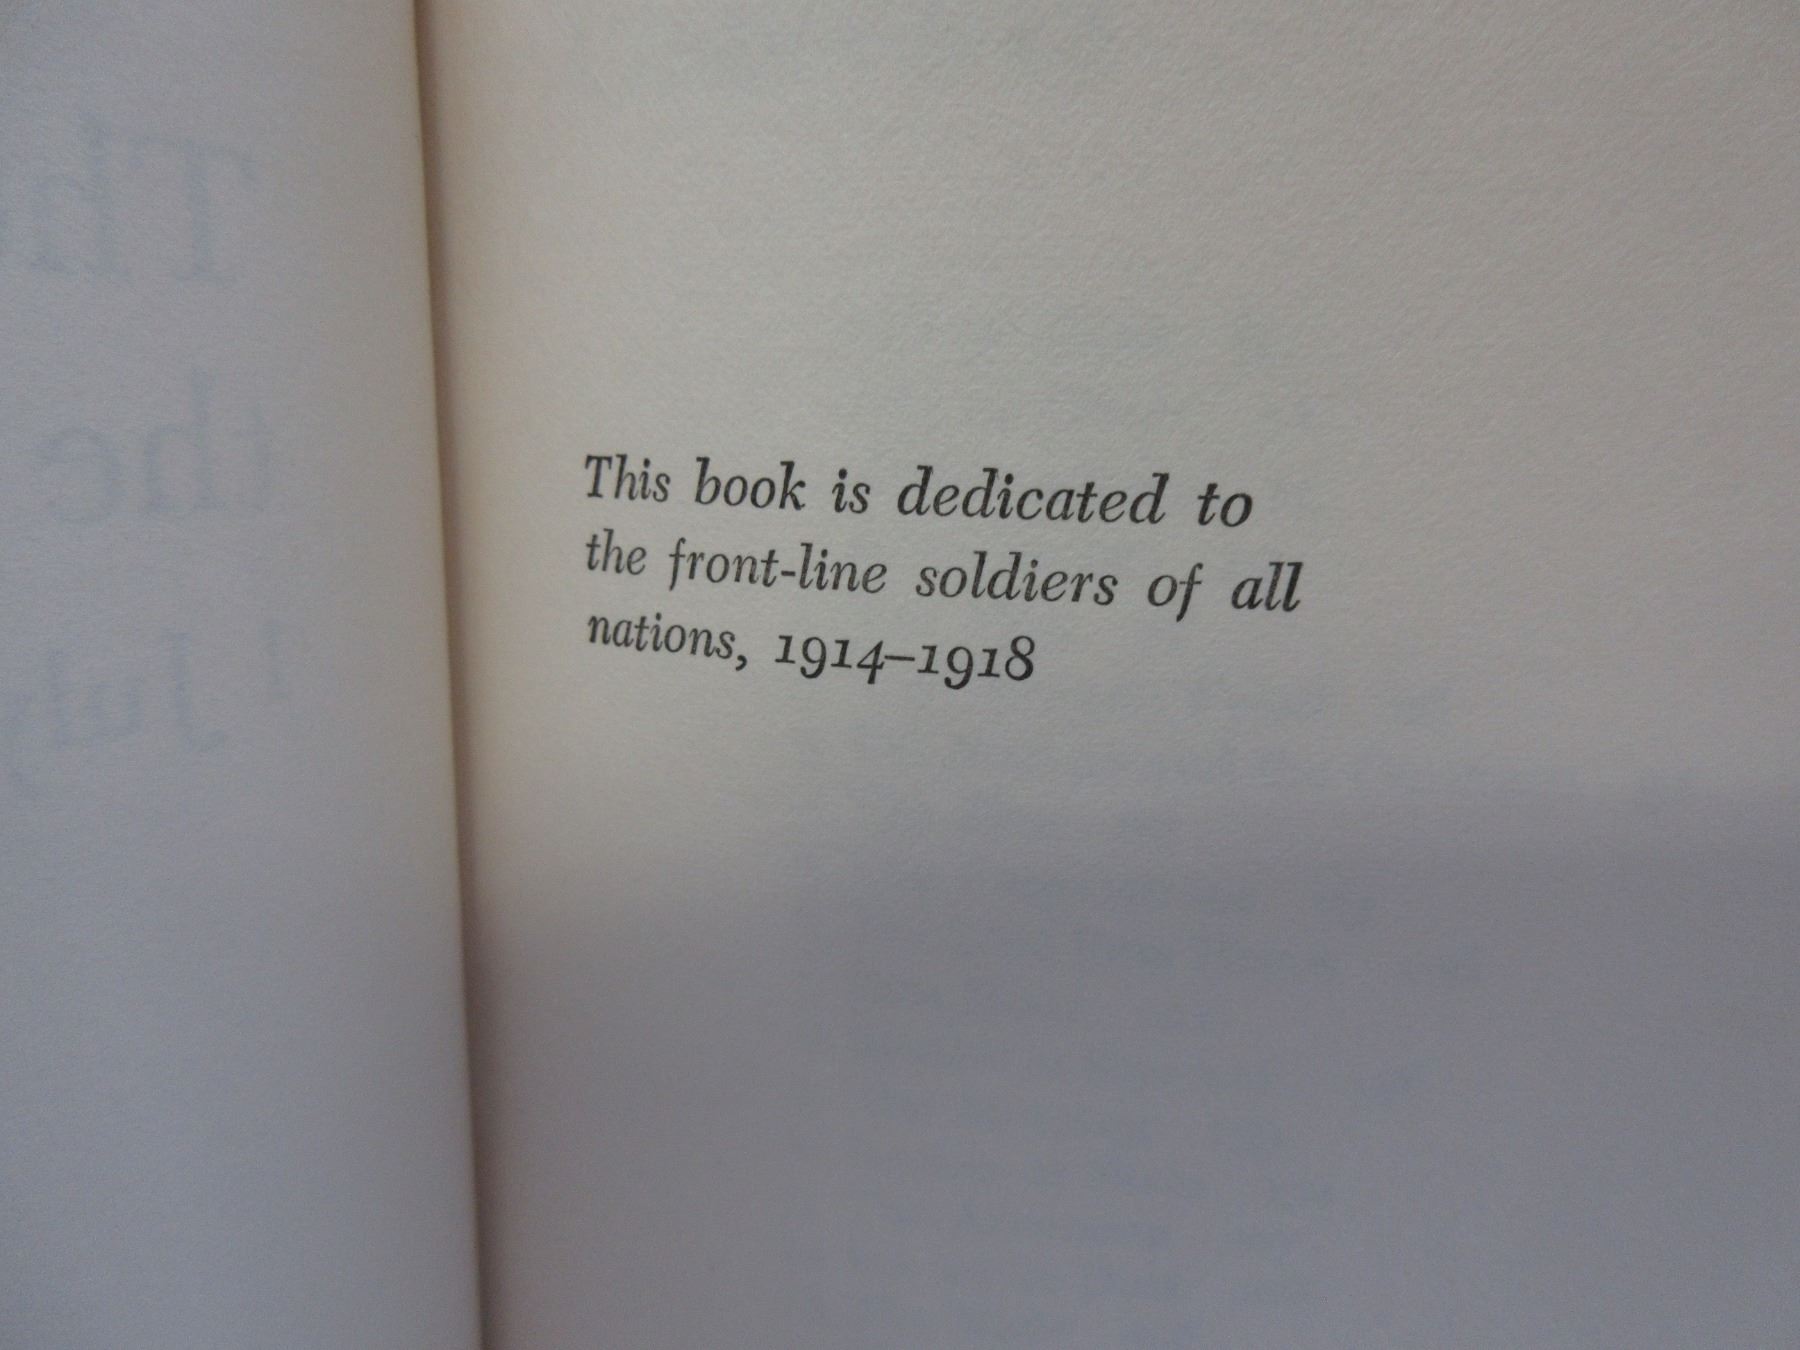 This book is dedicated to
the front-line soldiers of all
nations, 1914–1918